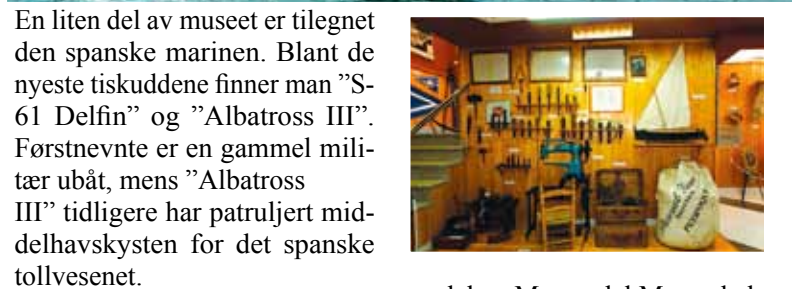 En liten del av museet er tilegnet
den spanske marinen. Blant de
nyeste tiskuddene finner man ”S-
61 Delfin” og ”Albatross III”.
Førstnevnte er en gammel mili-
tær ubåt, mens ”Albatross
III” tidligere har patruljert mid-
delhavskysten for det spanske
tollvesenet.